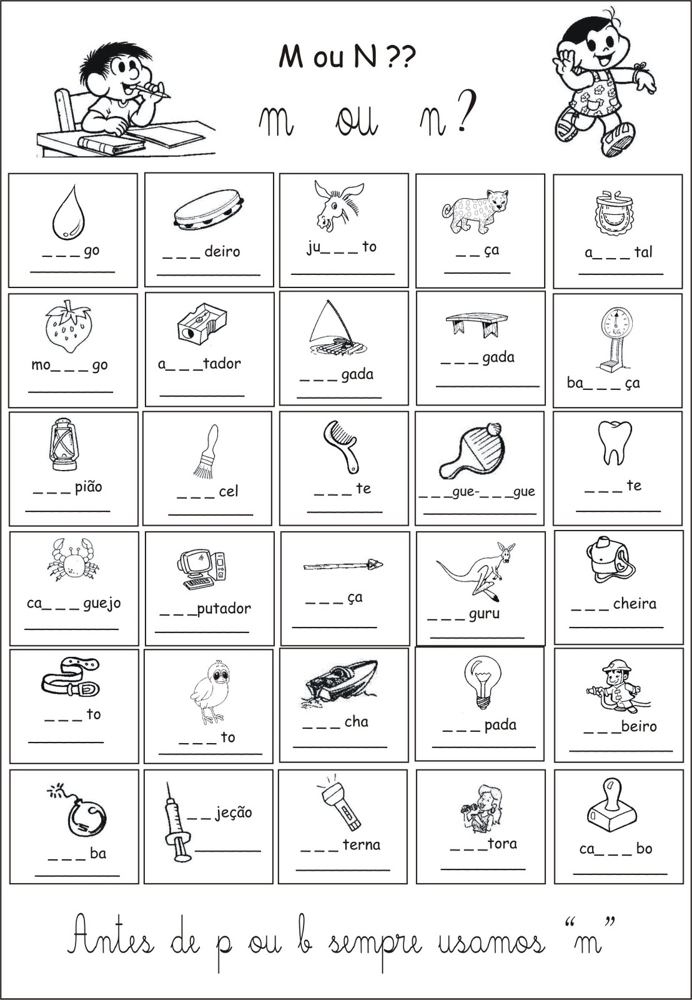 M ou N ??
m ou n?
_ _ _ go
_ _ _ deiro
ju_ _ _ to
_ _ ça
a_ _ _ tal
mo_ _ _ go
a_ _ _tador
_ _ _ gada
_ _ _ gada
KG
ba_ _ _ ça
_ _ _ pião
_ _ _ cel
_ _ _ te
_ _ _gue-_ _ _gue
_ _ _ te
ca_ _ _ guejo
_ _ _putador
_ _ _ ça
_ _ _ guru
_ _ _ cheira
_ _ _ to
_ _ _ to
_ _ _ cha
_ _ _ pada
_ _ _beiro
_ _ _ ba
_ _ jeção
_ _ _ terna
_ _ _tora
ca_ _ _ bo
Antes de p ou b sempre usamos “m”